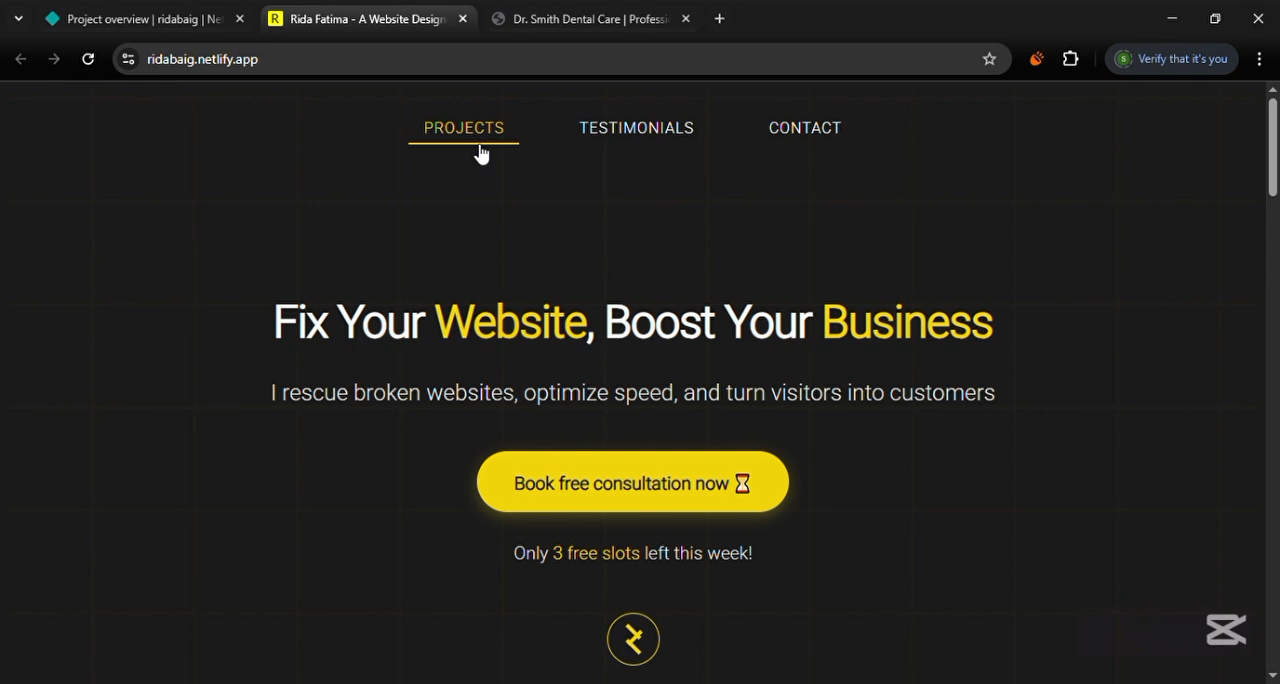 Project overview | ridabaig | Ne
Rida Fatima - A Website Design
Dr. Smith Dental Care | Professi
ridabaig.netlify.app
S
Verify that it's you
PROJECTS
TESTIMONIALS
CONTACT
Fix Your Website, Boost Your Business
I rescue broken websites, optimize speed, and turn visitors into customers
Book free consultation now ⌛
Only 3 free slots left this week!